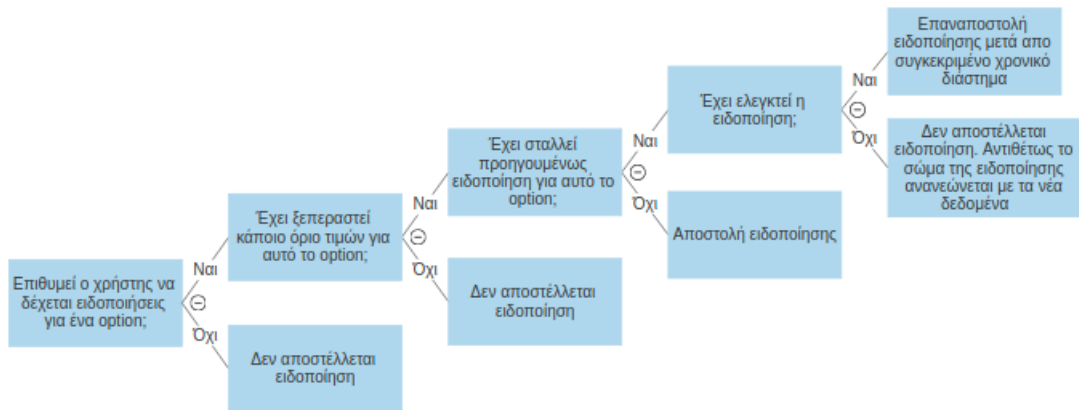 Επιθυμεί ο χρήστης να
δέχεται ειδοποιήσεις
για ένα option;
Ναι
Όχι
Έχει ξεπεραστεί
κάποιο όριο τιμών για
αυτό το option;
Δεν αποστέλλεται
ειδοποίηση
Ναι
Όχι
Έχει σταλλεί
προηγουμένως
ειδοποίηση για αυτό το
option;
Δεν αποστέλλεται
ειδοποίηση
Ναι
Όχι
Έχει ελεγκτεί η
ειδοποίηση;
Αποστολή ειδοποίησης
Ναι
Όχι
Επαναποστολή
ειδοποίησης μετά απο
συγκεκριμένο χρονικό
διάστημα
Δεν αποστέλλεται
ειδοποίηση. Αντιθέτως το
σώμα της ειδοποίησης
ανανεώνεται με τα νέα
δεδομένα